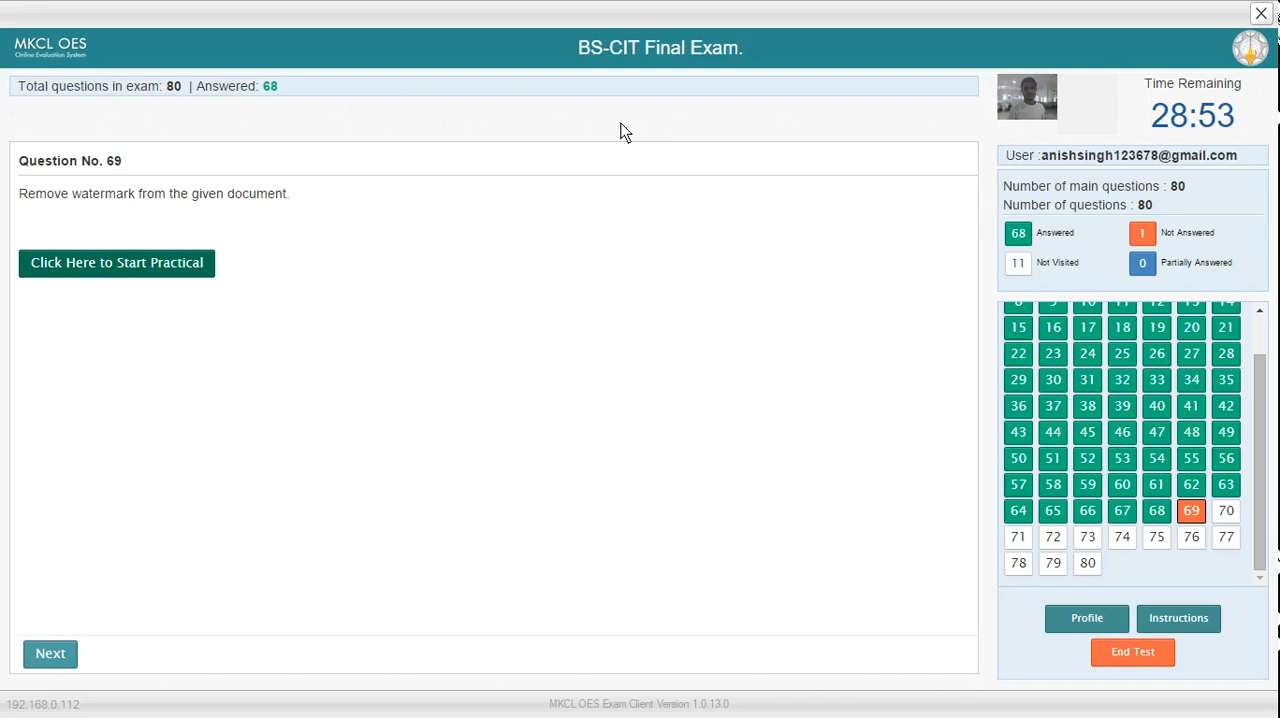 MKCL OES
Online Evaluation System
BS-CIT Final Exam.
Total questions in exam: 80 | Answered: 68
Time Remaining
28:53
User :anishsingh123678@gmail.com
Number of main questions : 80
Number of questions : 80
68 Answered 1 Not Answered
11 Not Visited 0 Partially Answered
Question No. 69
Remove watermark from the given document.
Click Here to Start Practical
8 9 10 11 12 13 14
15 16 17 18 19 20 21
22 23 24 25 26 27 28
29 30 31 32 33 34 35
36 37 38 39 40 41 42
43 44 45 46 47 48 49
50 51 52 53 54 55 56
57 58 59 60 61 62 63
64 65 66 67 68 69 70
71 72 73 74 75 76 77
78 79 80
Profile Instructions
End Test
Next
192.168.0.112
MKCL OES Exam Client Version 1.0.13.0